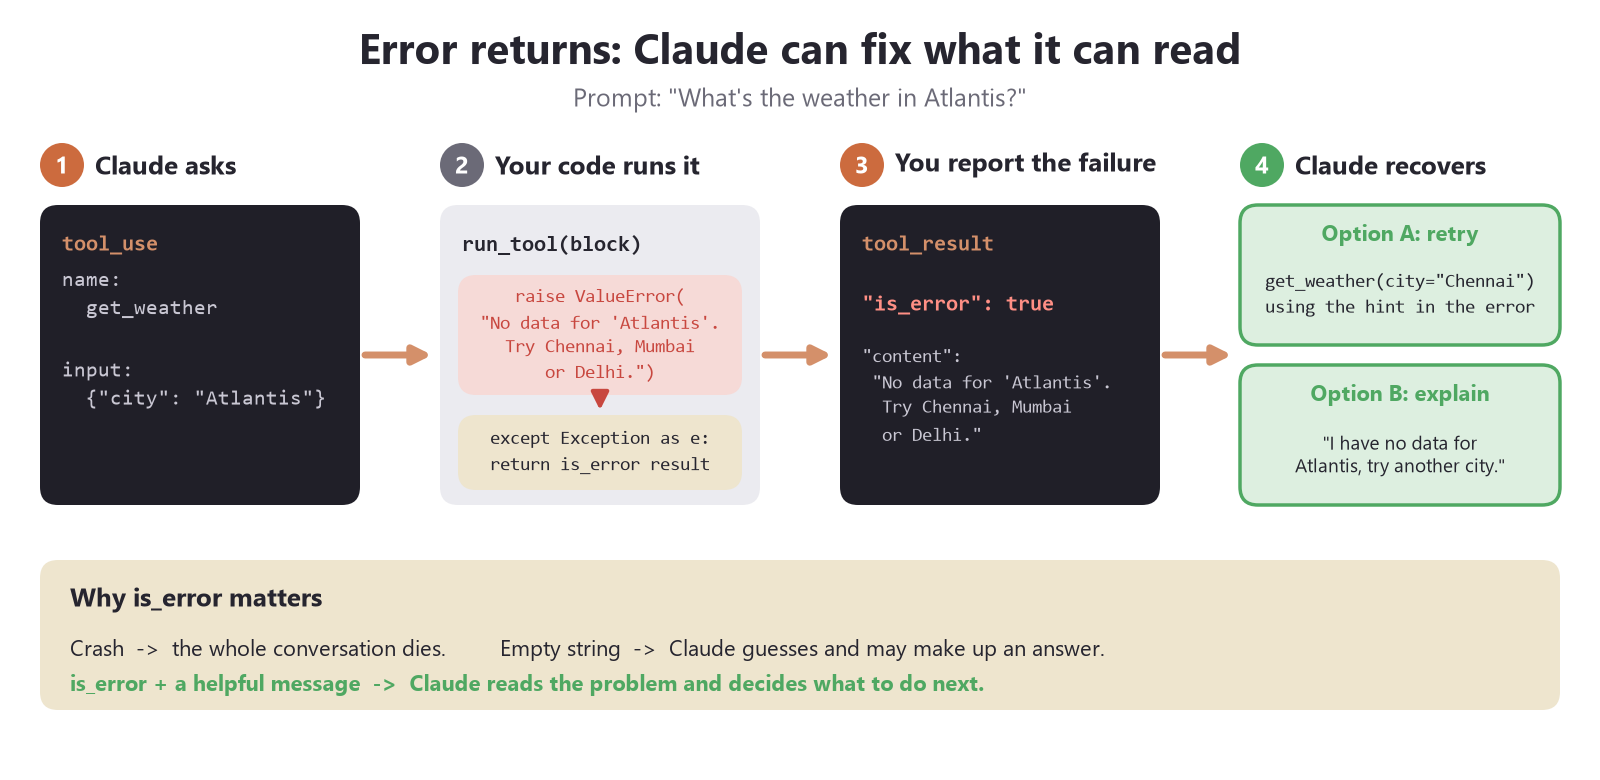 Error returns: Claude can fix what it can read
Prompt: "What's the weather in Atlantis?"
1 Claude asks
tool_use
name:
get_weather
input:
{"city": "Atlantis"}
2 Your code runs it
run_tool(block)
raise ValueError(
"No data for 'Atlantis'.
Try Chennai, Mumbai
or Delhi.")
except Exception as e:
return is_error result
3 You report the failure
tool_result
"is_error": true
"content":
"No data for 'Atlantis'.
Try Chennai, Mumbai
or Delhi."
4 Claude recovers
Option A: retry
get_weather(city="Chennai")
using the hint in the error
Option B: explain
"I have no data for
Atlantis, try another city."
Why is_error matters
Crash -> the whole conversation dies. Empty string -> Claude guesses and may make up an answer.
is_error + a helpful message -> Claude reads the problem and decides what to do next.